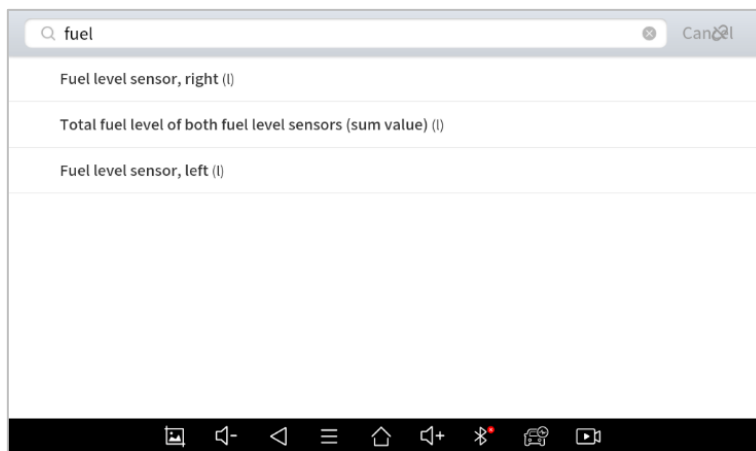 fuel Cancel
Fuel level sensor, right (l)
Total fuel level of both fuel level sensors (sum value) (l)
Fuel level sensor, left (l)